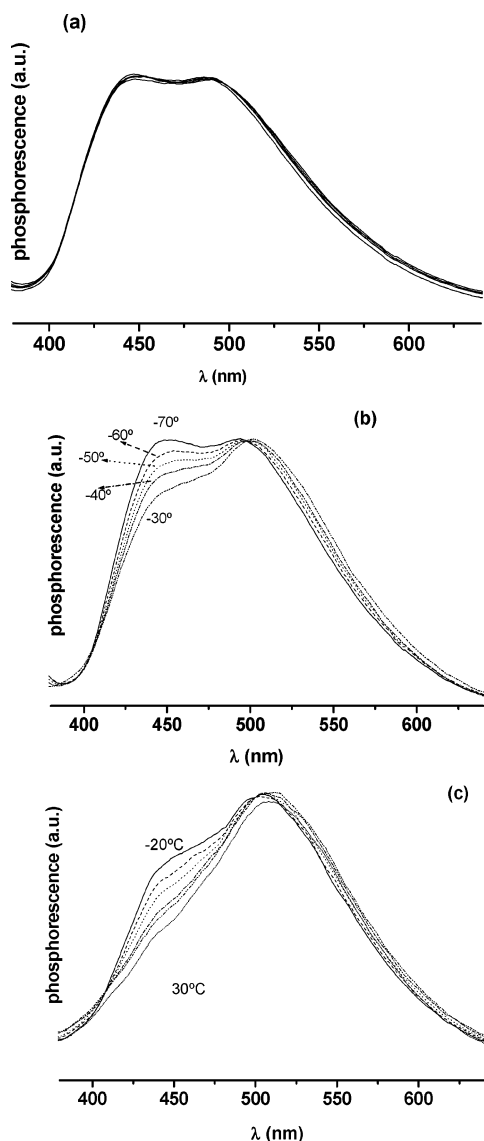 (a)
phosphorescence (a.u.)
400 450 500 550 600
λ (nm)
(b)
-70º
-60º
-50º
-40º
-30º
phosphorescence (a.u.)
400 450 500 550 600
λ (nm)
(c)
-20ºC
30ºC
phosphorescence (a.u.)
400 450 500 550 600
λ (nm)